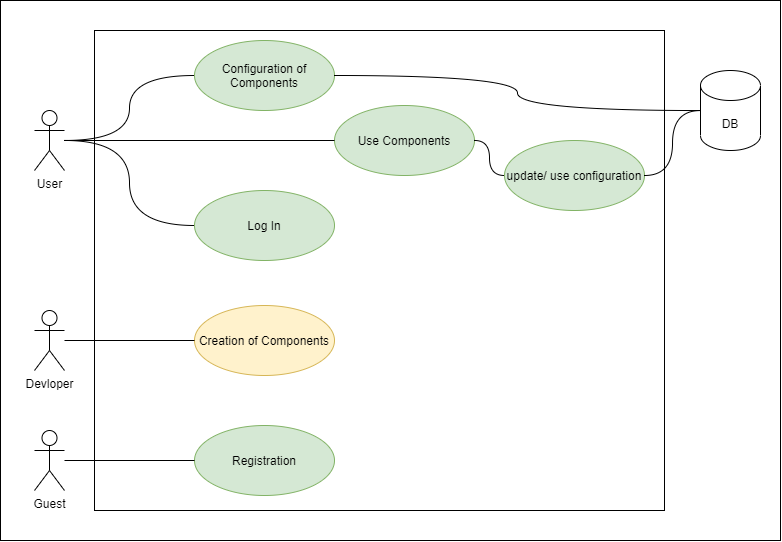 Configuration of
Components
DB
Use Components
User
update/ use configuration
Log In
Creation of Components
Devloper
Registration
Guest